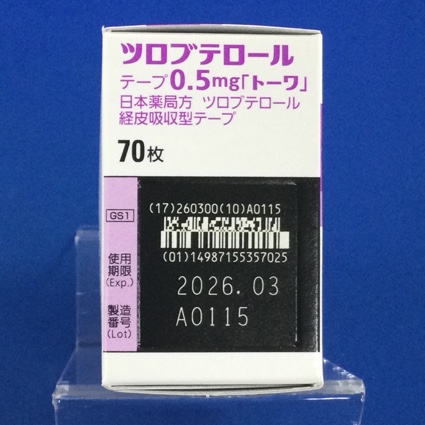 ツロブテロール
テープ0.5mg「トーワ」
日本薬局方 ツロブテロール
経皮吸収型テープ
70枚
GS1
(17)260300(10)A0115
(01)14987155357025
使用
期限
(Exp.)
2026.03
製造
番号
(Lot)
A0115